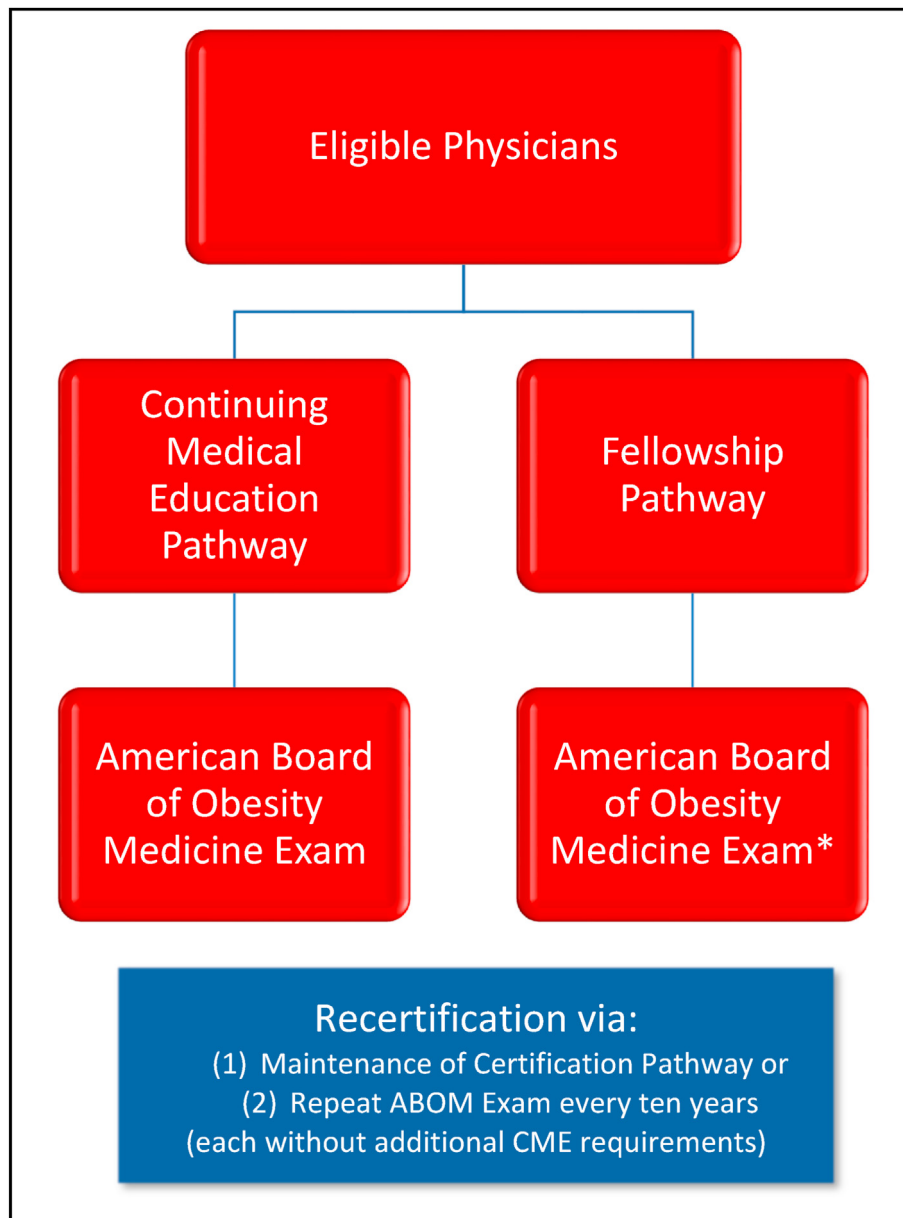 Eligible Physicians
Continuing
Medical
Education
Pathway
Fellowship
Pathway
American Board
of Obesity
Medicine Exam
American Board
of Obesity
Medicine Exam*
Recertification via:
(1) Maintenance of Certification Pathway or
(2) Repeat ABOM Exam every ten years
(each without additional CME requirements)